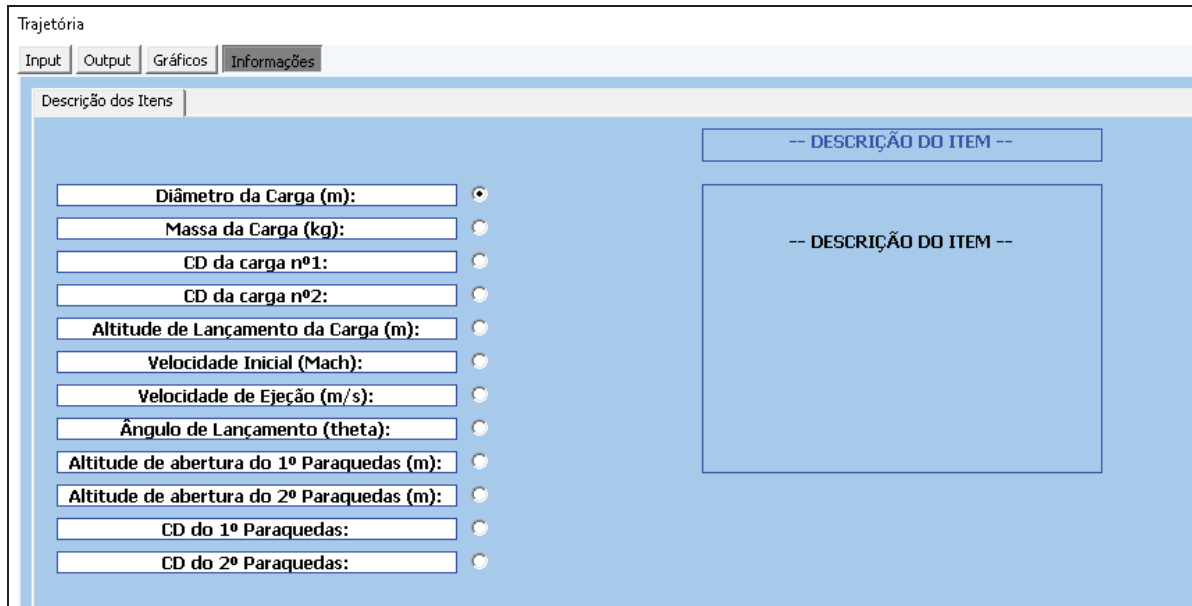 Trajetória
Input Output Gráficos Informações
Descrição dos Itens
-- DESCRIÇÃO DO ITEM --
Diâmetro da Carga (m):
Massa da Carga (kg):
-- DESCRIÇÃO DO ITEM --
CD da carga nº1:
CD da carga nº2:
Altitude de Lançamento da Carga (m):
Velocidade Inicial (Mach):
Velocidade de Ejeção (m/s):
Ângulo de Lançamento (theta):
Altitude de abertura do 1º Paraquedas (m):
Altitude de abertura do 2º Paraquedas (m):
CD do 1º Paraquedas:
CD do 2º Paraquedas: